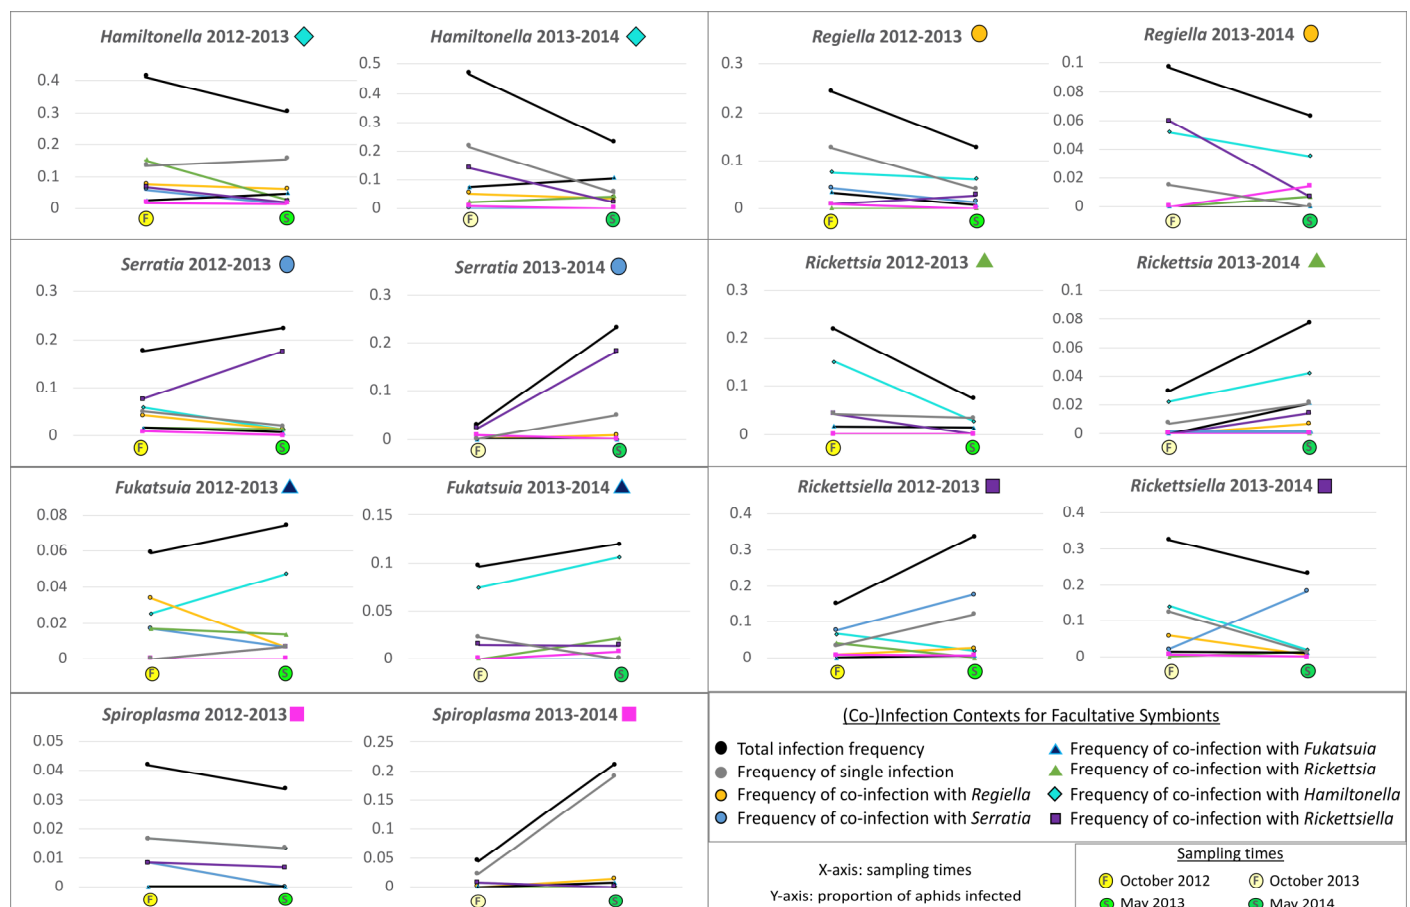 Hamiltonella 2012-2013
0.4
0.3
0.2
0.1
0
F
S
Hamiltonella 2013-2014
0.5
0.4
0.3
0.2
0.1
0
F
S
Regiella 2012-2013
0.3
0.2
0.1
0
F
S
Regiella 2013-2014
0.1
0.08
0.06
0.04
0.02
0
F
S
Serratia 2012-2013
0.3
0.2
0.1
0
F
S
Serratia 2013-2014
0.3
0.2
0.1
0
F
S
Rickettsia 2012-2013
0.3
0.2
0.1
0
F
S
Rickettsia 2013-2014
0.1
0.08
0.06
0.04
0.02
0
F
S
Fukatsuia 2012-2013
0.08
0.06
0.04
0.02
0
F
S
Fukatsuia 2013-2014
0.15
0.1
0.05
0
F
S
Rickettsiella 2012-2013
0.4
0.3
0.2
0.1
0
F
S
Rickettsiella 2013-2014
0.4
0.3
0.2
0.1
0
F
S
Spiroplasma 2012-2013
0.05
0.04
0.03
0.02
0.01
0
F
S
Spiroplasma 2013-2014
0.25
0.2
0.15
0.1
0.05
0
F
S
(Co-)Infection Contexts for Facultative Symbionts
Total infection frequency
Frequency of single infection
Frequency of co-infection with Regiella
Frequency of co-infection with Serratia
Frequency of co-infection with Fukatsuia
Frequency of co-infection with Rickettsia
Frequency of co-infection with Hamiltonella
Frequency of co-infection with Rickettsiella
X-axis: sampling times
Y-axis: proportion of aphids infected
Sampling times
F October 2012
F October 2013
S May 2013
S May 2014